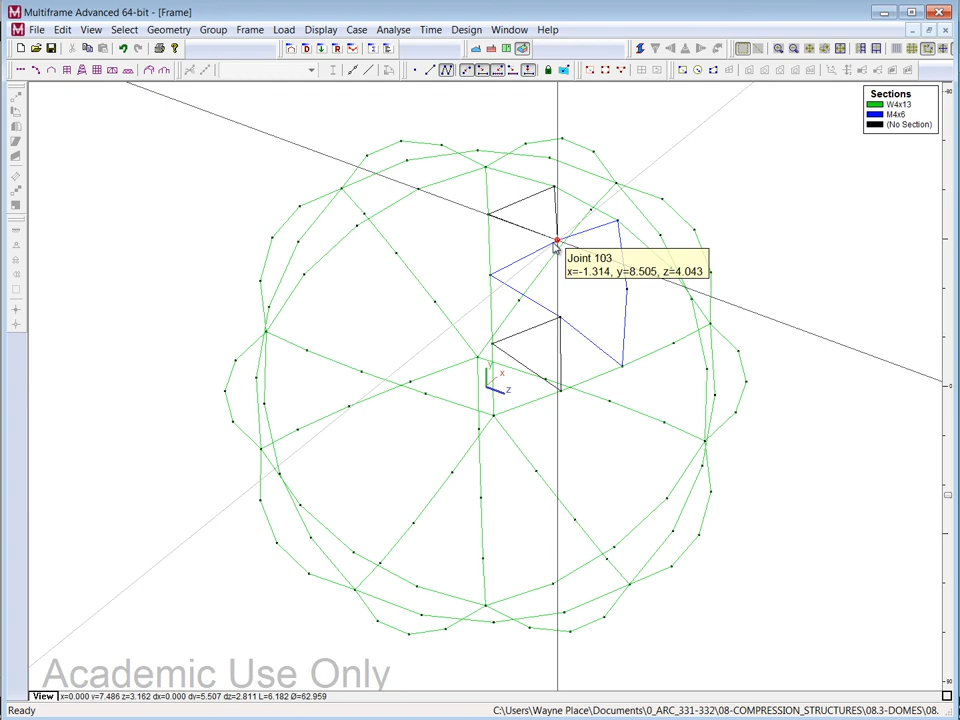 Multiframe Advanced 64-bit - [Frame]
File Edit View Select Geometry Group Frame Load Display Case Analyse Time Design Window Help
Sections
W4x13
M4x6
(No Section)
Joint 103
x=-1.314, y=8.505, z=4.043
y
x
z
Academic Use Only
View x=0.000 y=7.486 z=3.162 dx=0.000 dy=5.507 dz=2.811 L=6.182 Ø=62.959
Ready C:\Users\Wayne Place\Documents\0_ARC_331-332\08-COMPRESSION_STRUCTURES\08.3-DOMES\08.